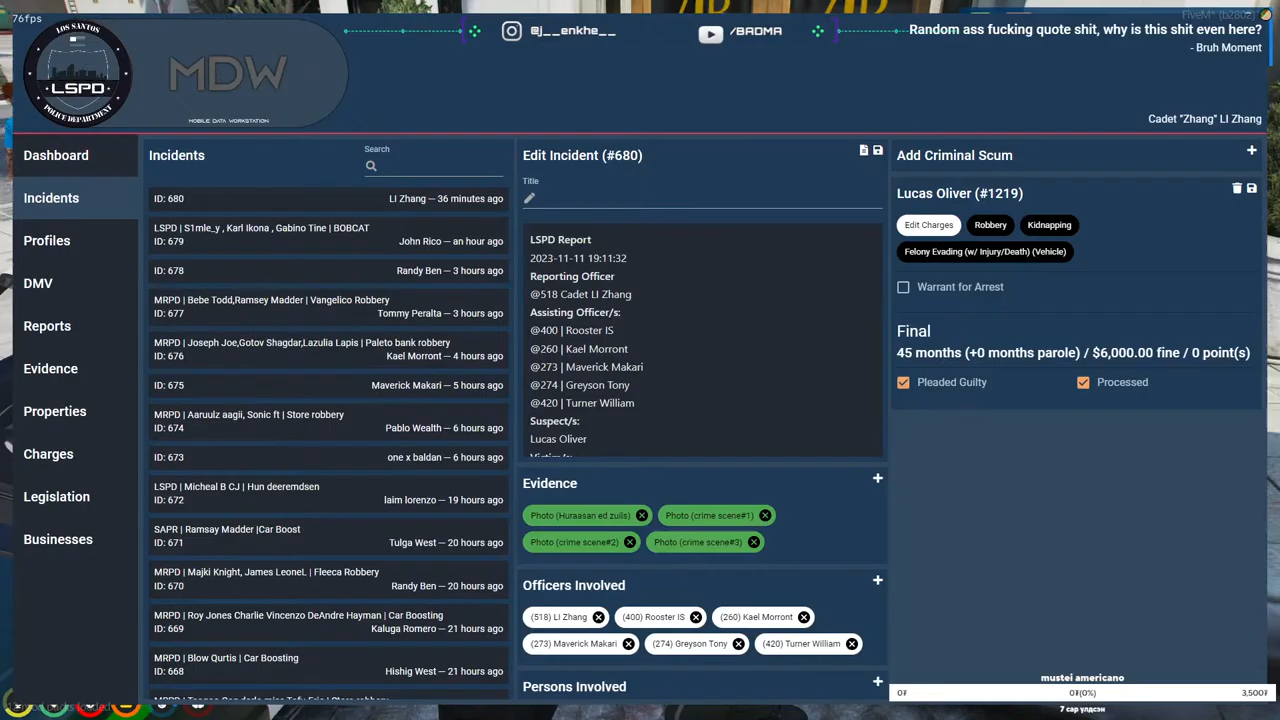 76fps
FiveM* (b2802)
LOS SANTOS
LSPD
POLICE DEPARTMENT
MDW
MOBILE DATA WORKSTATION
@j__enkhe__
/BADMA
Random ass fucking quote shit, why is this shit even here?
- Bruh Moment
Cadet "Zhang" LI Zhang
Dashboard
Incidents
Profiles
DMV
Reports
Evidence
Properties
Charges
Legislation
Businesses
Incidents
Search
ID: 680 LI Zhang — 36 minutes ago
LSPD | S1mle_y , Karl Ikona , Gabino Tine | BOBCAT
ID: 679 John Rico — an hour ago
ID: 678 Randy Ben — 3 hours ago
MRPD | Bebe Todd,Ramsey Mader | Vangelico Robbery
ID: 677 Tommy Peralta — 3 hours ago
MRPD | Joseph Joe,Gotov Shagdar,Lazulia Lapis | Paleto bank robbery
ID: 676 Kael Morront — 4 hours ago
ID: 675 Maverick Makari — 5 hours ago
MRPD | Aaruulz aagii, Sonic ft | Store robbery
ID: 674 Pablo Wealth — 6 hours ago
ID: 673 one x baldan — 6 hours ago
LSPD | Micheal B CJ | Hun deeremdsen
ID: 672 laim lorenzo — 19 hours ago
SAPR | Ramsay Madder |Car Boost
ID: 671 Tulga West — 20 hours ago
MRPD | Majki Knight, James LeoneL | Fleeca Robbery
ID: 670 Randy Ben — 20 hours ago
MRPD | Roy Jones Charlie Vincenzo DeAndre Hayman | Car Boosting
ID: 669 Kaluga Romero — 21 hours ago
MRPD | Blow Qurtis | Car Boosting
ID: 668 Hishig West — 21 hours ago
Edit Incident (#680)
Title
LSPD Report
2023-11-11 19:11:32
Reporting Officer
@518 Cadet LI Zhang
Assisting Officer/s:
@400 | Rooster IS
@260 | Kael Morront
@273 | Maverick Makari
@274 | Greyson Tony
@420 | Turner William
Suspect/s:
Lucas Oliver
Victim/s:
Evidence
Photo (Huraasan ed zuils) Photo (crime scene#1)
Photo (crime scene#2) Photo (crime scene#3)
Officers Involved
(518) LI Zhang (400) Rooster IS (260) Kael Morront
(273) Maverick Makari (274) Greyson Tony (420) Turner William
Persons Involved
Add Criminal Scum
Lucas Oliver (#1219)
Edit Charges Robbery Kidnapping
Felony Evading (w/ Injury/Death) (Vehicle)
Warrant for Arrest
Final
45 months (+0 months parole) / $6,000.00 fine / 0 point(s)
Pleaded Guilty Processed
mustei americano
0₮ 0₮(0%) 3,500₮
7 сар үлдсэн